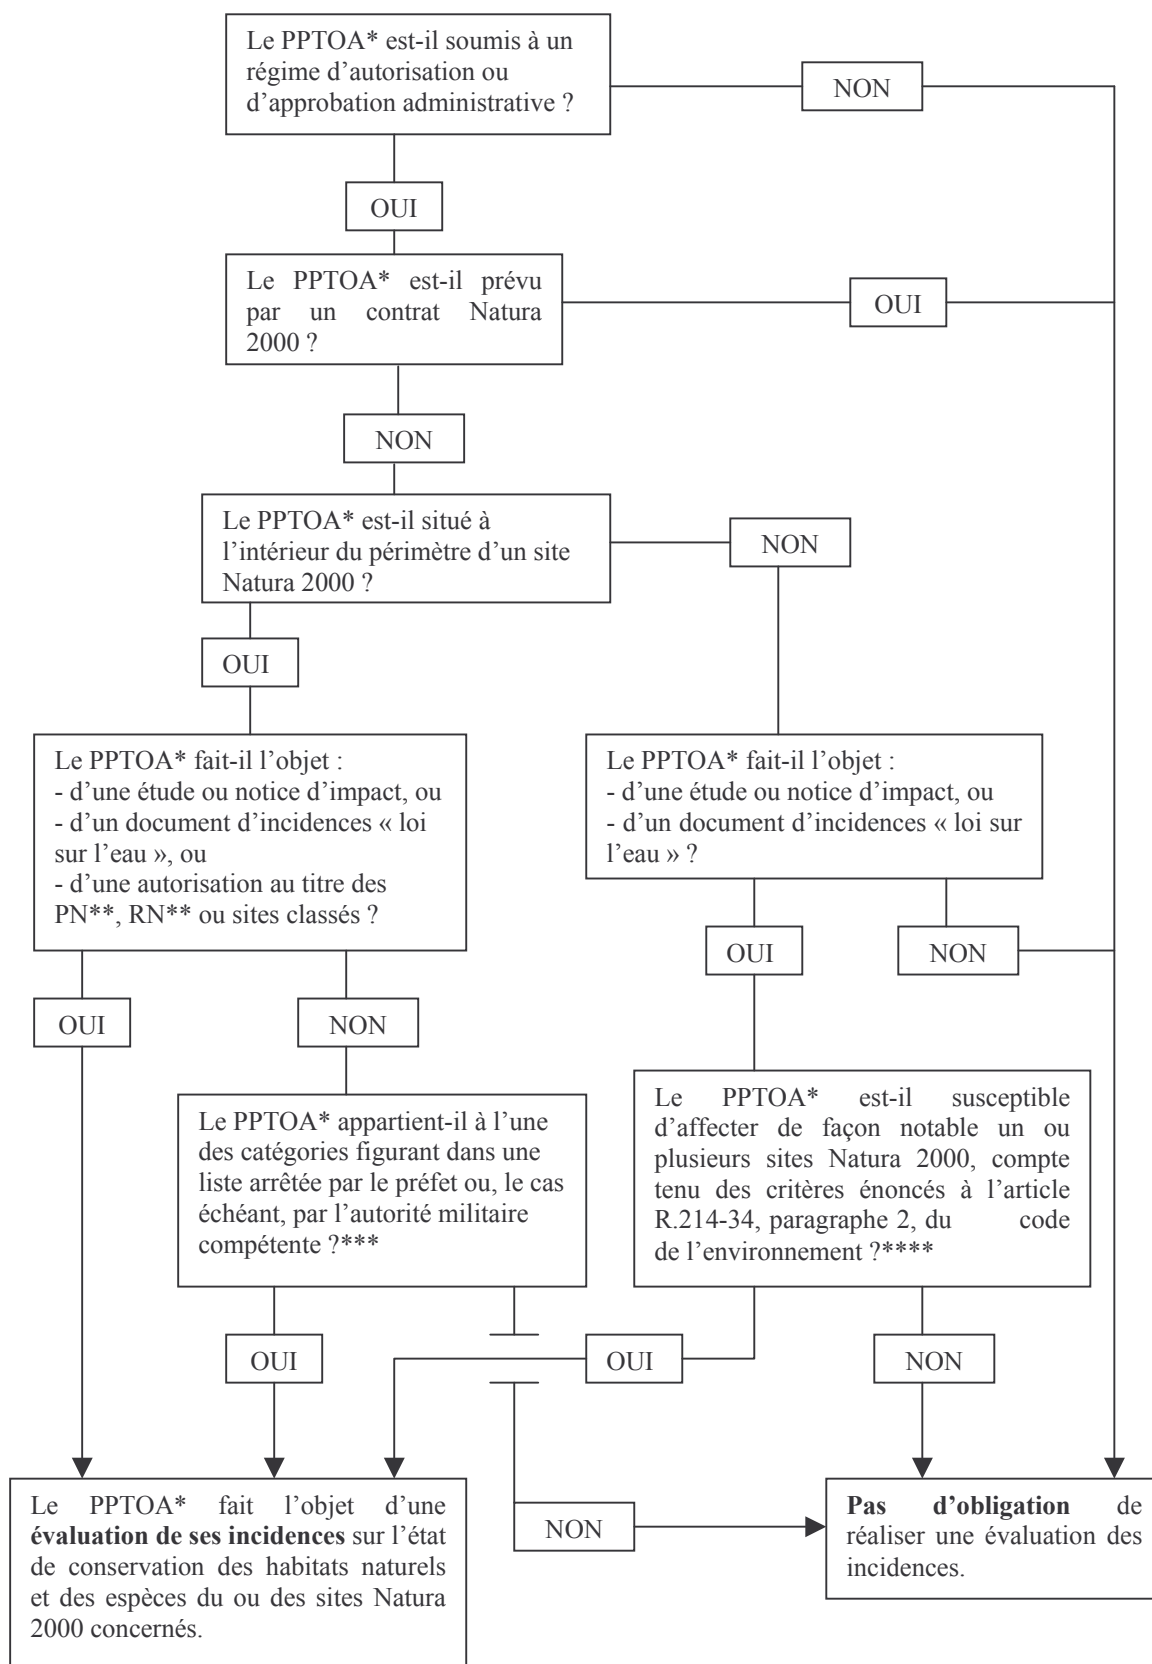 Le PPTOA* est-il soumis à un
régime d’autorisation ou
d’approbation administrative ?
NON
OUI
Le PPTOA* est-il prévu
par un contrat Natura
2000 ?
OUI
NON
Le PPTOA* est-il situé à
l’intérieur du périmètre d’un site
Natura 2000 ?
NON
OUI
Le PPTOA* fait-il l’objet :
- d’une étude ou notice d’impact, ou
- d’un document d’incidences « loi
sur l’eau », ou
- d’une autorisation au titre des
PN**, RN** ou sites classés ?
Le PPTOA* fait-il l’objet :
- d’une étude ou notice d’impact, ou
- d’un document d’incidences « loi sur
l’eau » ?
OUI
NON
OUI
NON
Le PPTOA* appartient-il à l’une
des catégories figurant dans une
liste arrêtée par le préfet ou, le cas
échéant, par l’autorité militaire
compétente ?***
Le PPTOA* est-il susceptible
d’affecter de façon notable un ou
plusieurs sites Natura 2000, compte
tenu des critères énoncés à l’article
R.214-34, paragraphe 2, du code
de l’environnement ?****
OUI
OUI
NON
Le PPTOA* fait l’objet d’une
évaluation de ses incidences sur l’état
de conservation des habitats naturels
et des espèces du ou des sites Natura
2000 concernés.
NON
Pas d’obligation de
réaliser une évaluation des
incidences.